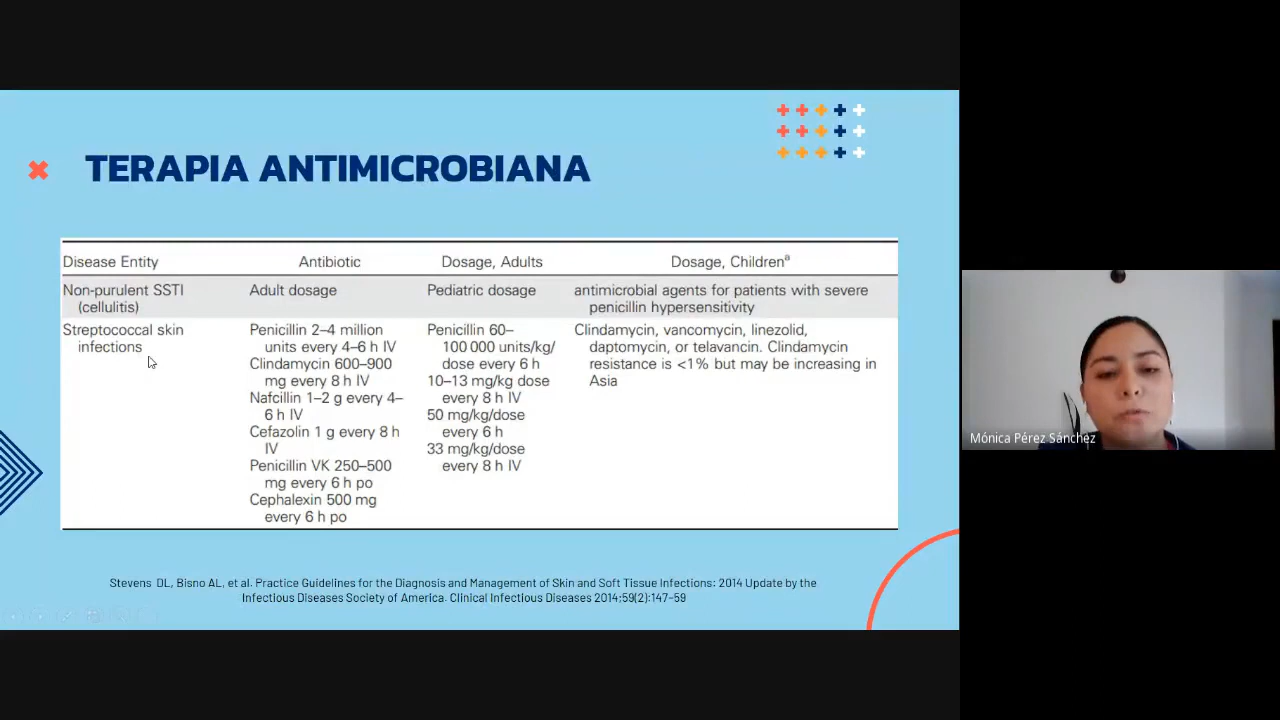 TERAPIA ANTIMICROBIANA
Disease Entity Antibiotic Dosage, Adults Dosage, Childrenᵃ
Non-purulent SSTI (cellulitis) Adult dosage Pediatric dosage antimicrobial agents for patients with severe penicillin hypersensitivity
Streptococcal skin
infections
Penicillin 2–4 million
units every 4–6 h IV
Clindamycin 600–900
mg every 8 h IV
Nafcillin 1–2 g every 4–
6 h IV
Cefazolin 1 g every 8 h
IV
Penicillin VK 250–500
mg every 6 h po
Cephalexin 500 mg
every 6 h po
Penicillin 60–
100 000 units/kg/
dose every 6 h
10–13 mg/kg dose
every 8 h IV
50 mg/kg/dose
every 6 h
33 mg/kg/dose
every 8 h IV
Clindamycin, vancomycin, linezolid,
daptomycin, or telavancin. Clindamycin
resistance is <1% but may be increasing in
Asia
Stevens DL, Bisno AL, et al. Practice Guidelines for the Diagnosis and Management of Skin and Soft Tissue Infections: 2014 Update by the
Infectious Diseases Society of America. Clinical Infectious Diseases 2014;59(2):147–59
Mónica Pérez Sánchez